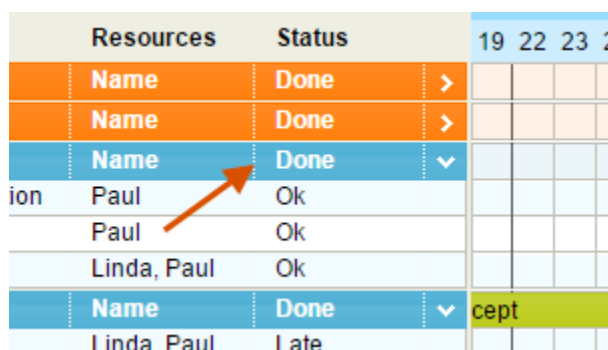 Resources Status 19 22 23
Name Done
Name Done
Name Done
ion Paul Ok
Paul Ok
Linda, Paul Ok
Name Done cept
Linda, Paul Late